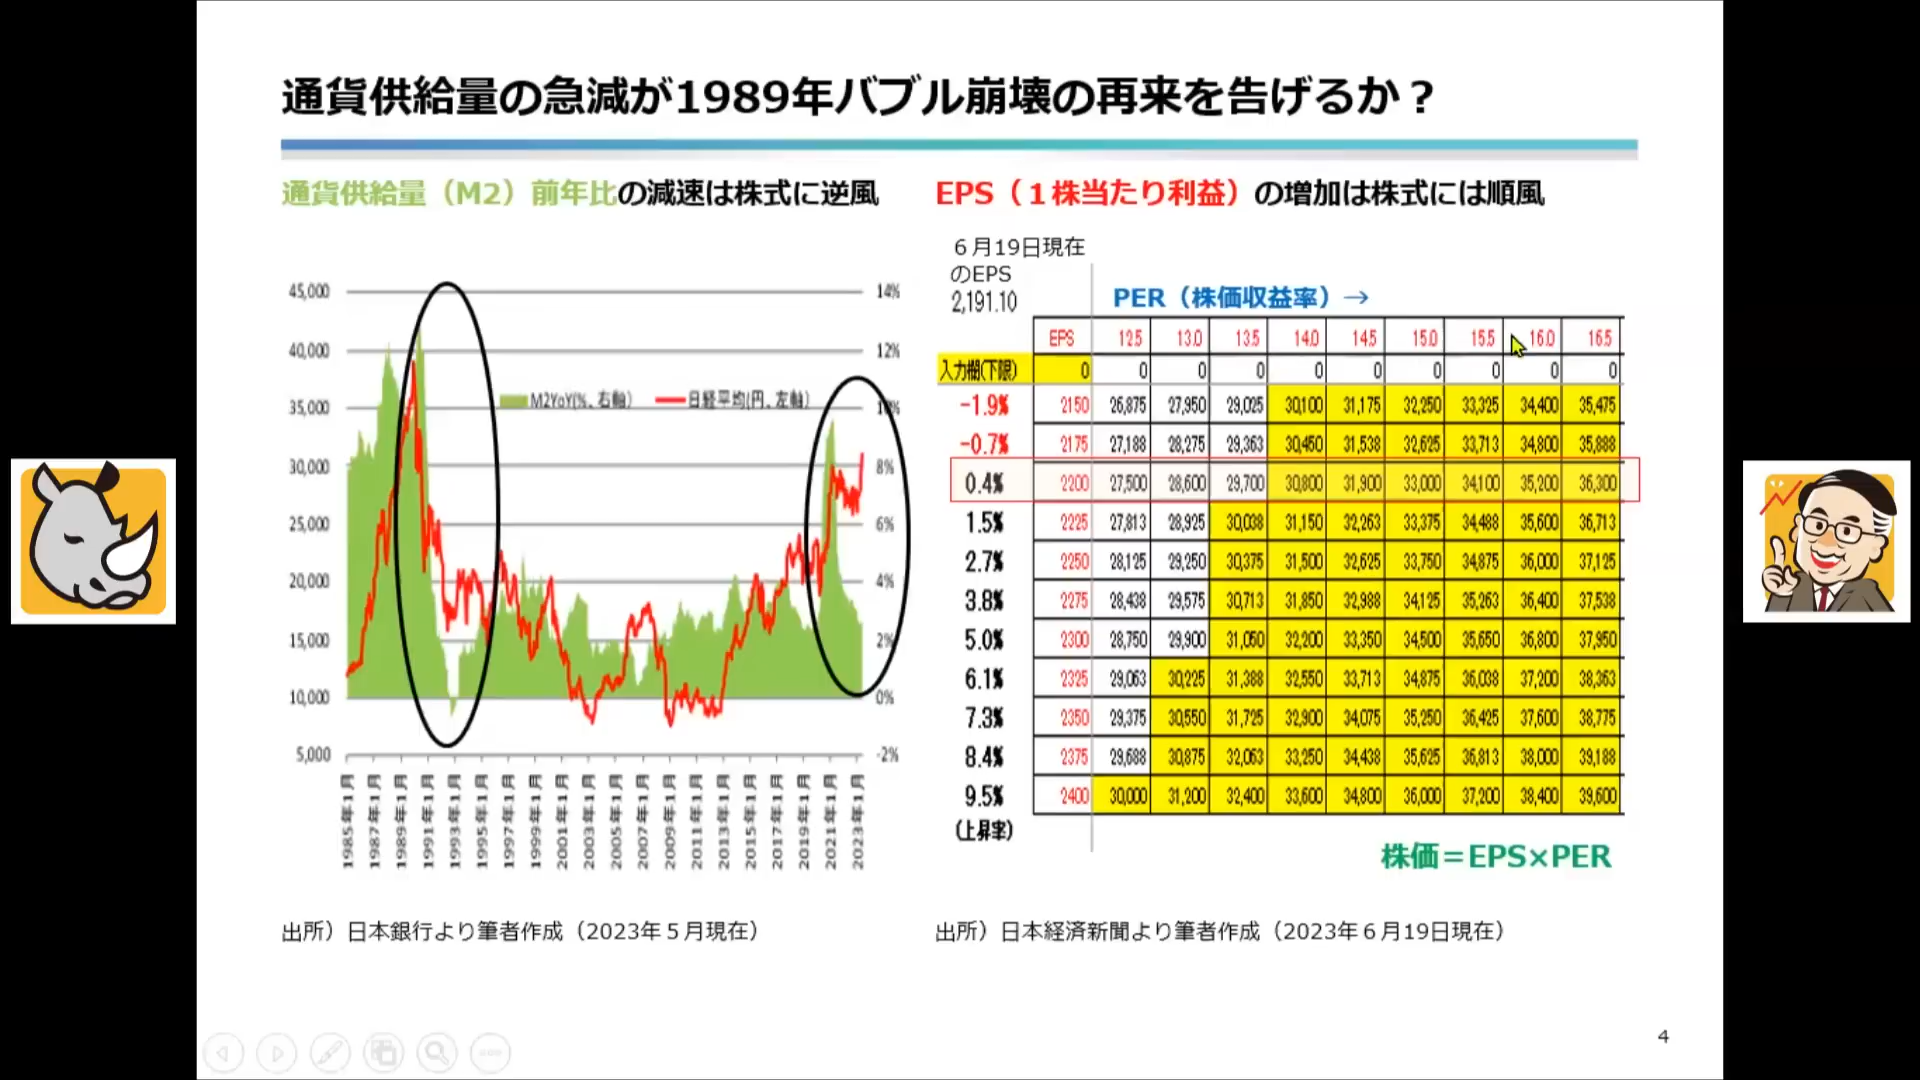 通貨供給量の急減が1989年バブル崩壊の再来を告げるか？
通貨供給量（M2）前年比の減速は株式に逆風
45,000
40,000
35,000
30,000
25,000
20,000
15,000
10,000
5,000
14%
12%
10%
8%
6%
4%
2%
0%
-2%
M2YoY(%、右軸)
日経平均(円、左軸)
1985年1月
1987年1月
1989年1月
1991年1月
1993年1月
1995年1月
1997年1月
1999年1月
2001年1月
2003年1月
2005年1月
2007年1月
2009年1月
2011年1月
2013年1月
2015年1月
2017年1月
2019年1月
2021年1月
2023年1月
出所）日本銀行より筆者作成（2023年５月現在）
EPS（１株当たり利益）の増加は株式には順風
６月19日現在
のEPS
2,191.10
PER（株価収益率）→
EPS 12.5 13.0 13.5 14.0 14.5 15.0 15.5 16.0 16.5
入力欄(下限) 0 0 0 0 0 0 0 0 0 0
-1.9% 2150 26,875 27,950 29,025 30,100 31,175 32,250 33,325 34,400 35,475
-0.7% 2175 27,188 28,275 29,363 30,450 31,538 32,625 33,713 34,800 35,888
0.4% 2200 27,500 28,600 29,700 30,800 31,900 33,000 34,100 35,200 36,300
1.5% 2225 27,813 28,925 30,038 31,150 32,263 33,375 34,488 35,600 36,713
2.7% 2250 28,125 29,250 30,375 31,500 32,625 33,750 34,875 36,000 37,125
3.8% 2275 28,438 29,575 30,713 31,850 32,988 34,125 35,263 36,400 37,538
5.0% 2300 28,750 29,900 31,050 32,200 33,350 34,500 35,650 36,800 37,950
6.1% 2325 29,063 30,225 31,388 32,550 33,713 34,875 36,038 37,200 38,363
7.3% 2350 29,375 30,550 31,725 32,900 34,075 35,250 36,425 37,600 38,775
8.4% 2375 29,688 30,875 32,063 33,250 34,438 35,625 36,813 38,000 39,188
9.5% 2400 30,000 31,200 32,400 33,600 34,800 36,000 37,200 38,400 39,600
(上昇率)
株価＝EPS×PER
出所）日本経済新聞より筆者作成（2023年６月19日現在）
4